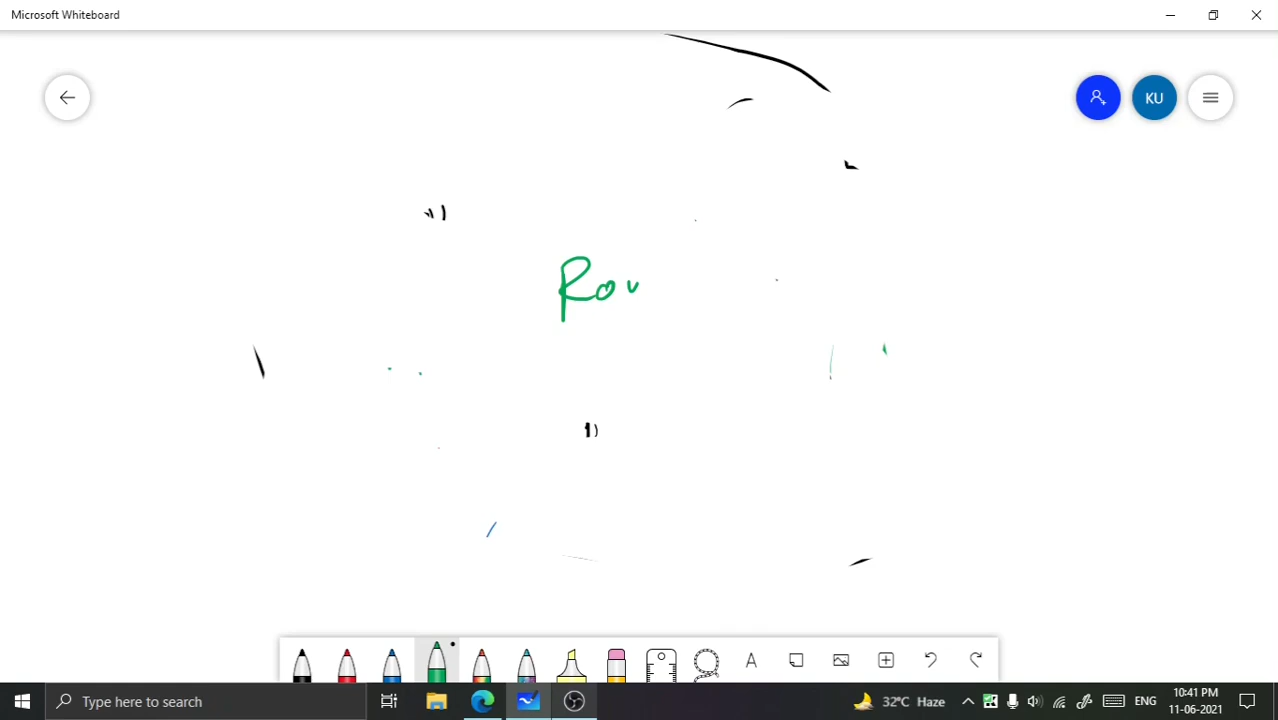 Microsoft Whiteboard
KU
Rov
A
Type here to search
32°C Haze
ENG
10:41 PM
11-06-2021